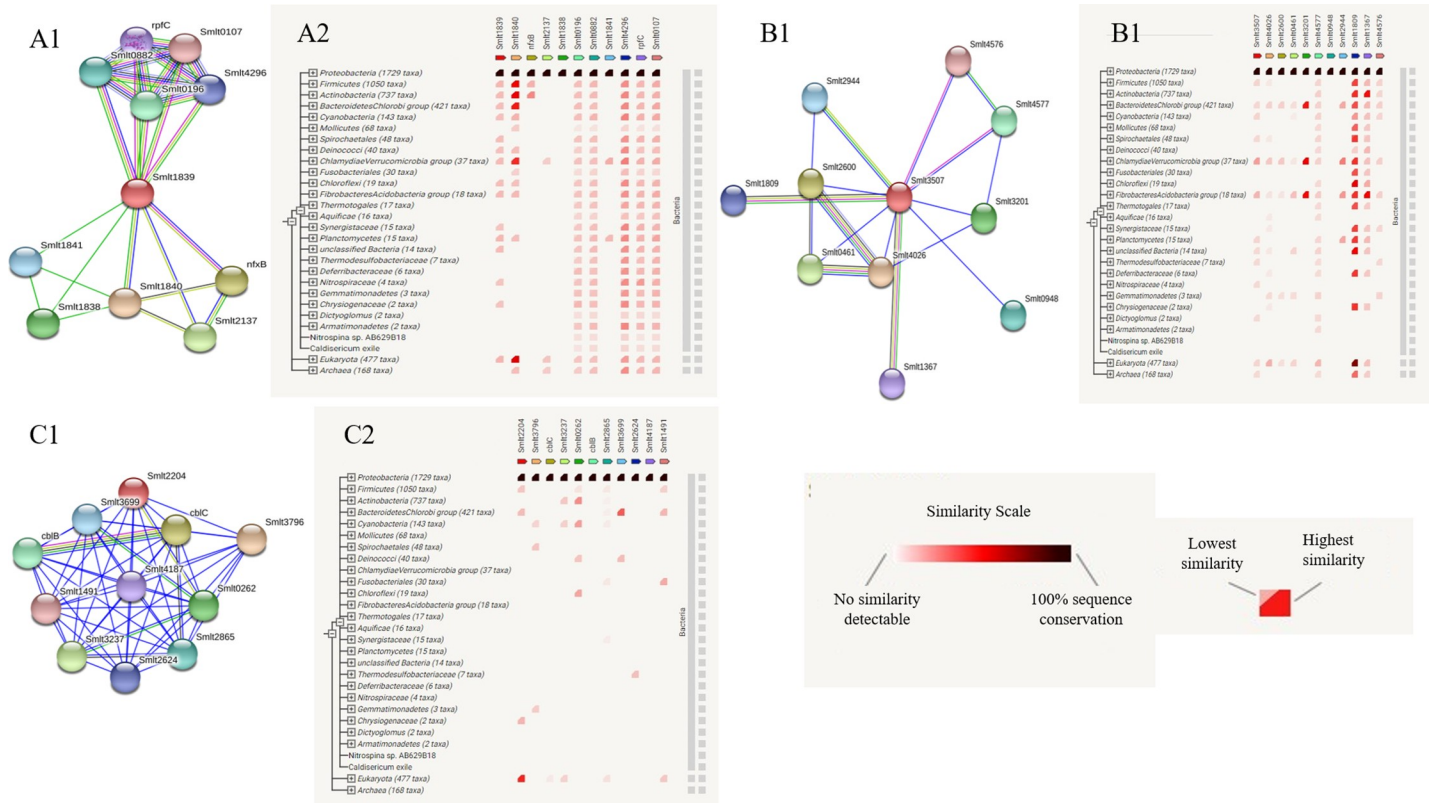 A1
rpfC
Smlt0107
Smlt0882
Smlt4296
Smlt0196
Smlt1839
Smlt1841
nfxB
Smlt1840
Smlt1838
Smlt2137
A2
Smlt1839
Smlt1840
nfxB
Smlt2137
Smlt1838
Smlt0196
Smlt0882
Smlt1841
Smlt4296
rpfC
Smlt0107
Proteobacteria (1729 taxa)
Firmicutes (1050 taxa)
Actinobacteria (737 taxa)
BacteroidetesChlorobi group (421 taxa)
Cyanobacteria (143 taxa)
Mollicutes (68 taxa)
Spirochaetales (48 taxa)
Deinococci (40 taxa)
ChlamydiaeVerrucomicrobia group (37 taxa)
Fusobacteriales (30 taxa)
Chloroflexi (19 taxa)
FibrobacteresAcidobacteria group (18 taxa)
Thermotogales (17 taxa)
Aquificae (16 taxa)
Synergistaceae (15 taxa)
Planctomycetes (15 taxa)
unclassified Bacteria (14 taxa)
Thermodesulfobacteriaceae (7 taxa)
Deferribacteraceae (6 taxa)
Nitrospiraceae (4 taxa)
Gemmatimonadetes (3 taxa)
Chrysiogenaceae (2 taxa)
Dictyoglomus (2 taxa)
Armatimonadetes (2 taxa)
Nitrospina sp. AB629B18
Caldisericum exile
Eukaryota (477 taxa)
Archaea (168 taxa)
Bacteria
B1
Smlt4576
Smlt2944
Smlt4577
Smlt2600
Smlt1809
Smlt3507
Smlt3201
Smlt0461
Smlt4026
Smlt0948
Smlt1367
B1
Smlt3507
Smlt4026
Smlt2600
Smlt0461
Smlt3201
Smlt4577
Smlt0948
Smlt2944
Smlt1809
Smlt1367
Smlt4576
Proteobacteria (1729 taxa)
Firmicutes (1050 taxa)
Actinobacteria (737 taxa)
BacteroidetesChlorobi group (421 taxa)
Cyanobacteria (143 taxa)
Mollicutes (68 taxa)
Spirochaetales (48 taxa)
Deinococci (40 taxa)
ChlamydiaeVerrucomicrobia group (37 taxa)
Fusobacteriales (30 taxa)
Chloroflexi (19 taxa)
FibrobacteresAcidobacteria group (18 taxa)
Thermotogales (17 taxa)
Aquificae (16 taxa)
Synergistaceae (15 taxa)
Planctomycetes (15 taxa)
unclassified Bacteria (14 taxa)
Thermodesulfobacteriaceae (7 taxa)
Deferribacteraceae (6 taxa)
Nitrospiraceae (4 taxa)
Gemmatimonadetes (3 taxa)
Chrysiogenaceae (2 taxa)
Dictyoglomus (2 taxa)
Armatimonadetes (2 taxa)
Nitrospina sp. AB629B18
Caldisericum exile
Eukaryota (477 taxa)
Archaea (168 taxa)
Bacteria
C1
Smlt2204
Smlt3699
cblC
Smlt3796
cblB
Smlt4187
Smlt1491
Smlt0262
Smlt3237
Smlt2865
Smlt2624
C2
Smlt2204
Smlt3796
cblC
Smlt3237
Smlt0262
cblB
Smlt2865
Smlt3699
Smlt2624
Smlt4187
Smlt1491
Proteobacteria (1729 taxa)
Firmicutes (1050 taxa)
Actinobacteria (737 taxa)
BacteroidetesChlorobi group (421 taxa)
Cyanobacteria (143 taxa)
Mollicutes (68 taxa)
Spirochaetales (48 taxa)
Deinococci (40 taxa)
ChlamydiaeVerrucomicrobia group (37 taxa)
Fusobacteriales (30 taxa)
Chloroflexi (19 taxa)
FibrobacteresAcidobacteria group (18 taxa)
Thermotogales (17 taxa)
Aquificae (16 taxa)
Synergistaceae (15 taxa)
Planctomycetes (15 taxa)
unclassified Bacteria (14 taxa)
Thermodesulfobacteriaceae (7 taxa)
Deferribacteraceae (6 taxa)
Nitrospiraceae (4 taxa)
Gemmatimonadetes (3 taxa)
Chrysiogenaceae (2 taxa)
Dictyoglomus (2 taxa)
Armatimonadetes (2 taxa)
Nitrospina sp. AB629B18
Caldisericum exile
Eukaryota (477 taxa)
Archaea (168 taxa)
Bacteria
Similarity Scale
No similarity
detectable
100% sequence
conservation
Lowest
similarity
Highest
similarity